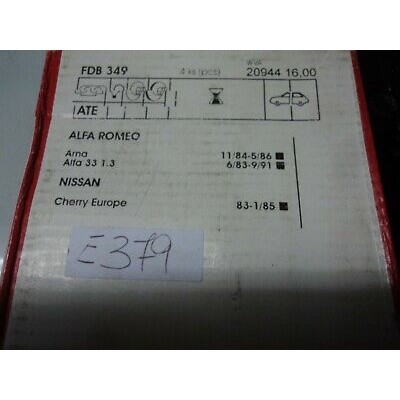 FDB 349 4 ks (pcs) WVA 20944 16,00
ATE
ALFA ROMEO
Arna 11/84-5/86
Alfa 33 1.3 6/83-9/91
NISSAN
Cherry Europe 83-1/85
E379